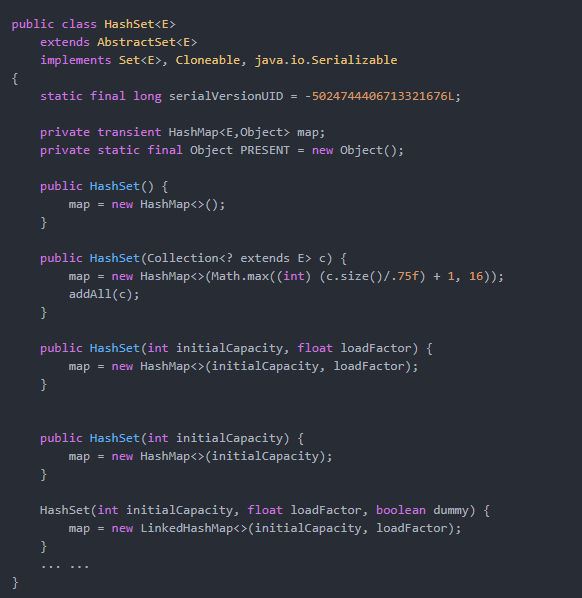 public class HashSet<E>
    extends AbstractSet<E>
    implements Set<E>, Cloneable, java.io.Serializable
{
    static final long serialVersionUID = -5024744406713321676L;

    private transient HashMap<E,Object> map;
    private static final Object PRESENT = new Object();

    public HashSet() {
        map = new HashMap<>();
    }

    public HashSet(Collection<? extends E> c) {
        map = new HashMap<>(Math.max((int) (c.size()/.75f) + 1, 16));
        addAll(c);
    }

    public HashSet(int initialCapacity, float loadFactor) {
        map = new HashMap<>(initialCapacity, loadFactor);
    }


    public HashSet(int initialCapacity) {
        map = new HashMap<>(initialCapacity);
    }

    HashSet(int initialCapacity, float loadFactor, boolean dummy) {
        map = new LinkedHashMap<>(initialCapacity, loadFactor);
    }
    ... ...
}